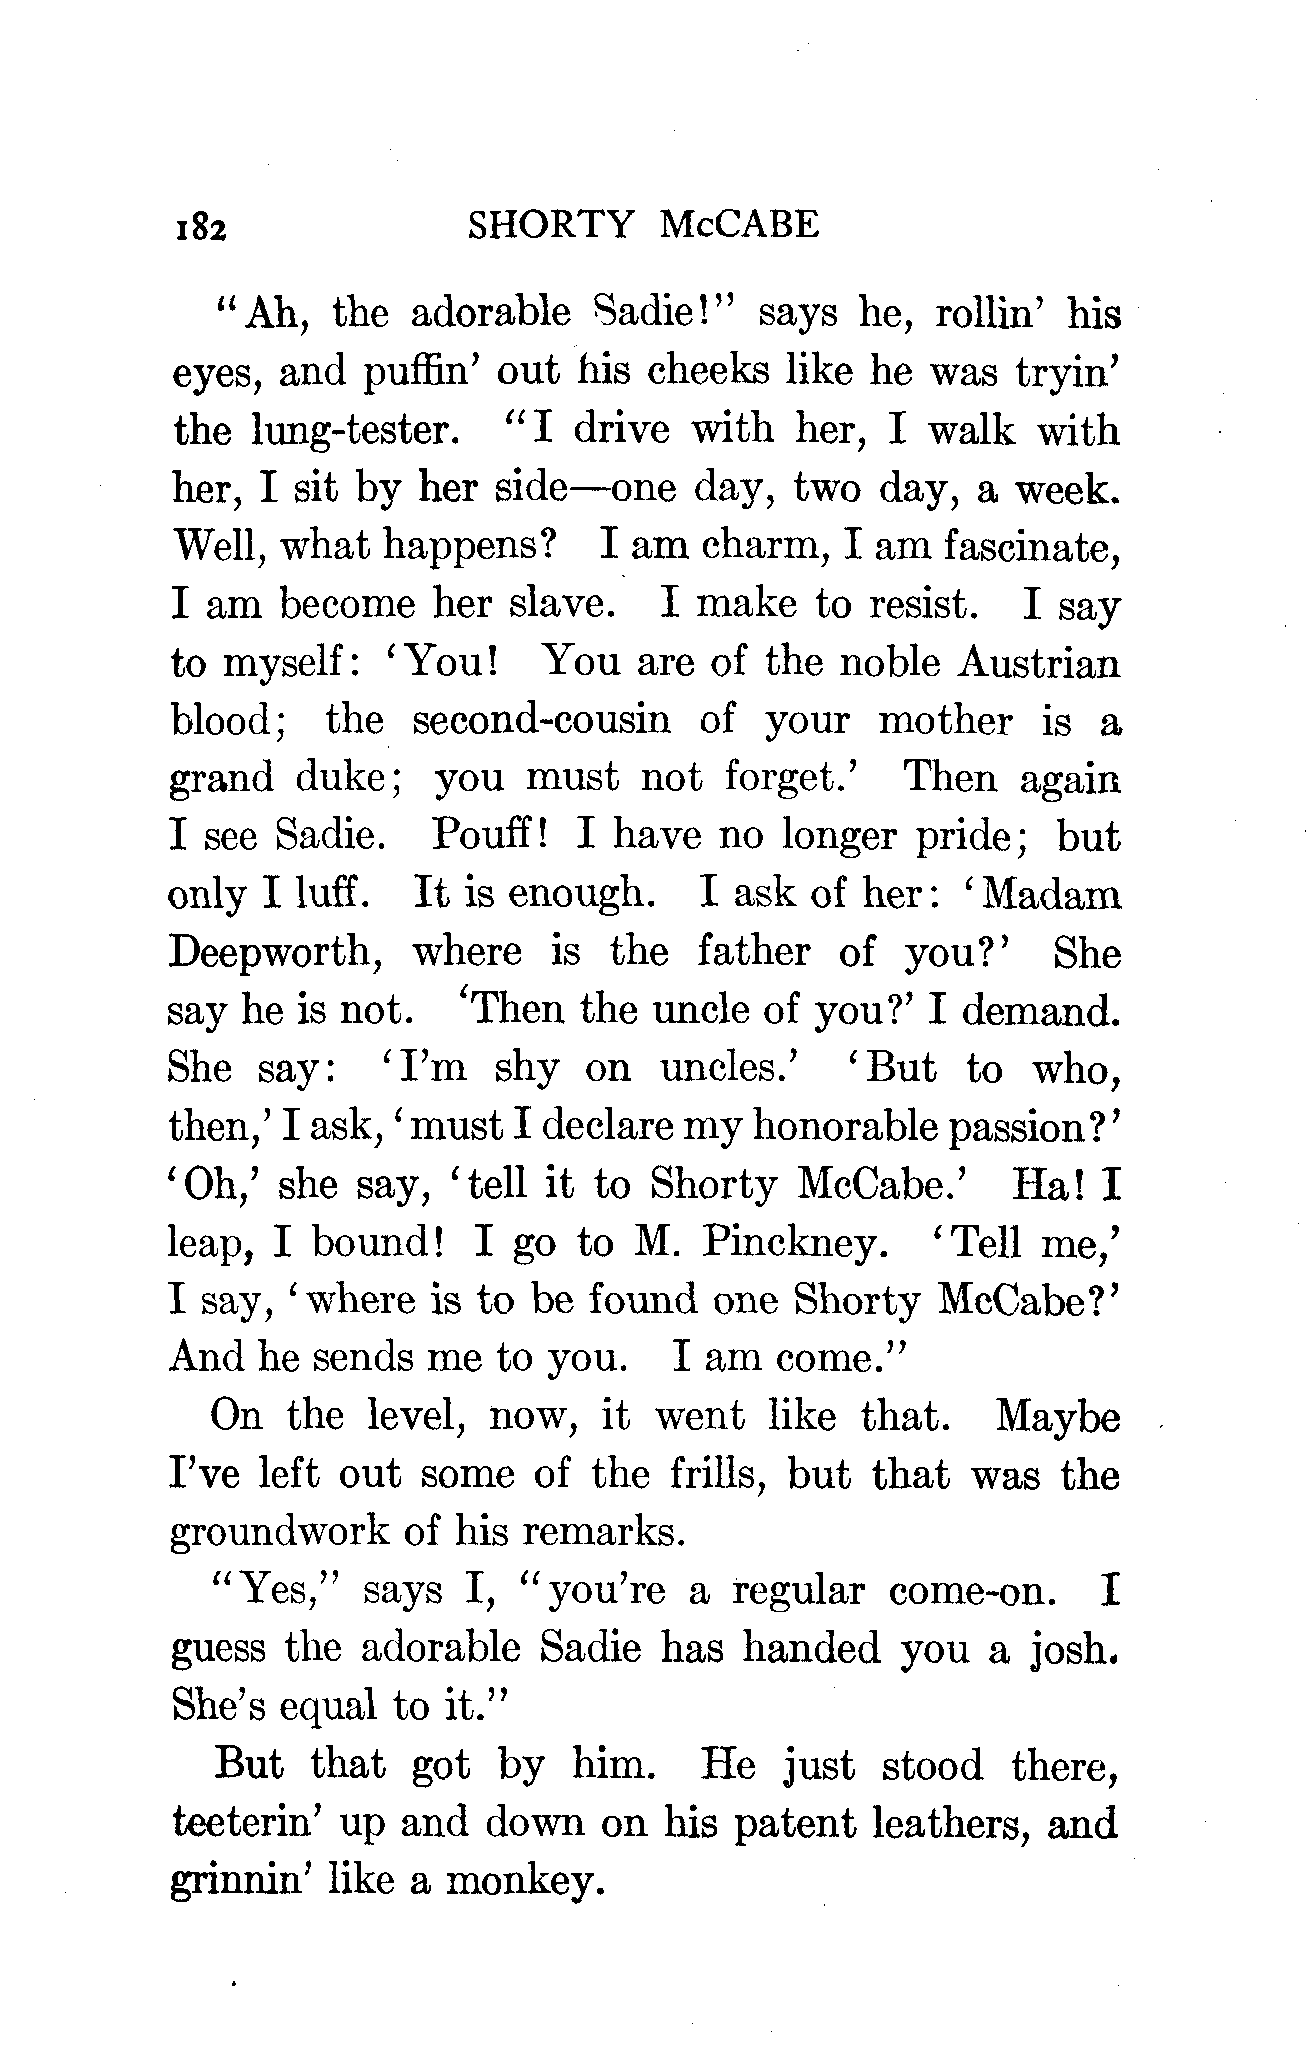 182 SHORTY McCABE
"Ah, the adorable Sadie!" says he, rollin' his
eyes, and puffin' out his cheeks like he was tryin'
the lung-tester. "I drive with her, I walk with
her, I sit by her side—one day, two day, a week.
Well, what happens? I am charm, I am fascinate,
I am become her slave. I make to resist. I say
to myself: 'You! You are of the noble Austrian
blood; the second-cousin of your mother is a
grand duke; you must not forget.' Then again
I see Sadie. Pouff! I have no longer pride; but
only I luff. It is enough. I ask of her: 'Madam
Deepworth, where is the father of you?' She
say he is not. 'Then the uncle of you?' I demand.
She say: 'I'm shy on uncles.' 'But to who,
then,' I ask, 'must I declare my honorable passion?'
'Oh,' she say, 'tell it to Shorty McCabe.' Ha! I
leap, I bound! I go to M. Pinckney. 'Tell me,'
I say, 'where is to be found one Shorty McCabe?'
And he sends me to you. I am come."
On the level, now, it went like that. Maybe
I've left out some of the frills, but that was the
groundwork of his remarks.
"Yes," says I, "you're a regular come-on. I
guess the adorable Sadie has handed you a josh.
She's equal to it."
But that got by him. He just stood there,
teeterin' up and down on his patent leathers, and
grinnin' like a monkey.